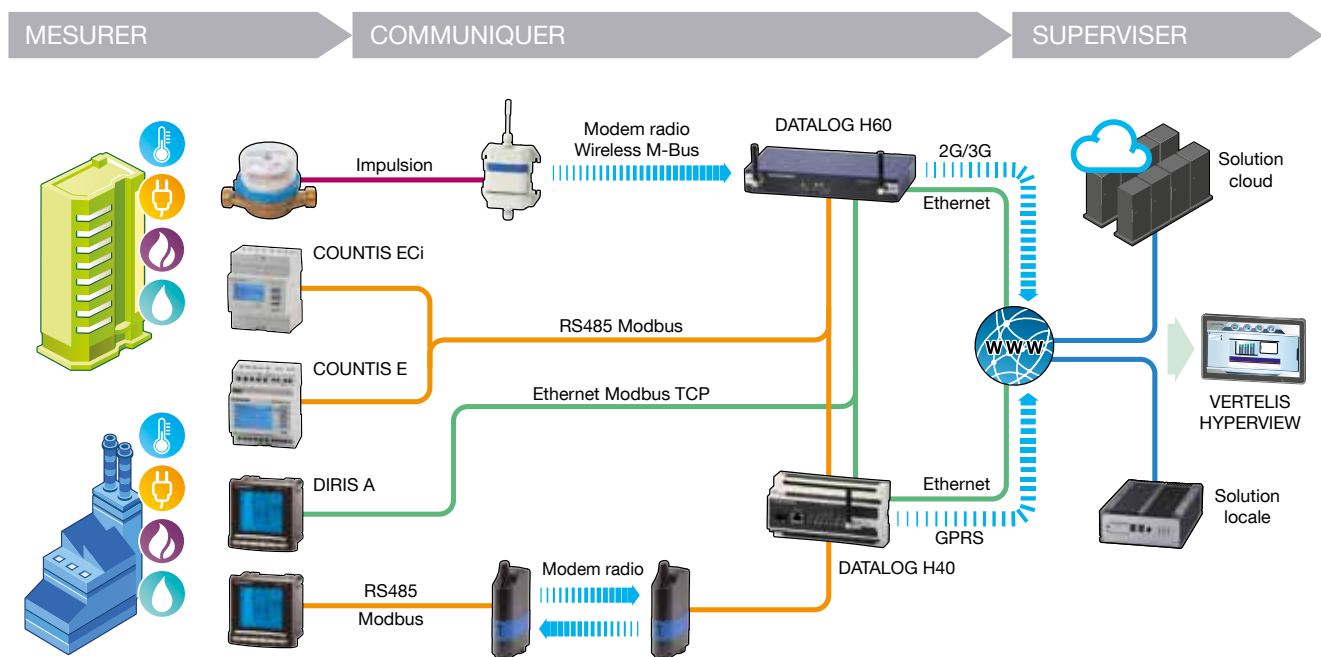 MESURER
COMMUNIQUER
SUPERVISER
Impulsion
Modem radio
Wireless M-Bus
DATALOG H60
2G/3G
Ethernet
Solution
cloud
COUNTIS ECi
RS485 Modbus
COUNTIS E
Ethernet Modbus TCP
WWW
VERTELIS
HYPERVIEW
DIRIS A
Ethernet
GPRS
DATALOG H40
Solution
locale
RS485
Modbus
Modem radio